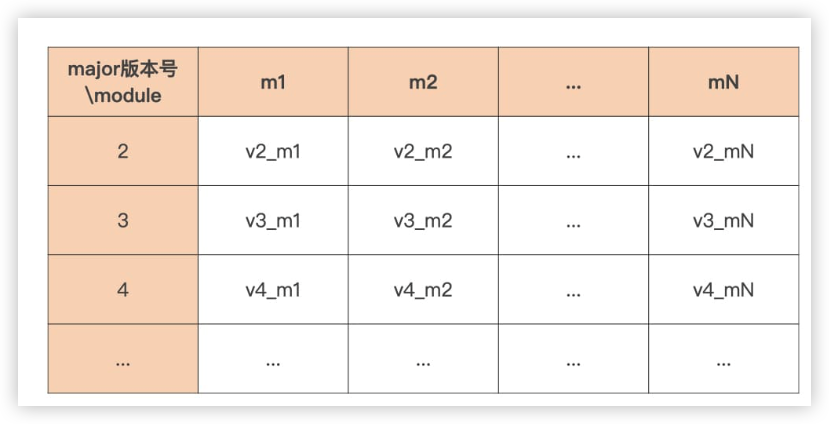 major版本号
\module m1 m2 ... mN
2 v2_m1 v2_m2 ... v2_mN
3 v3_m1 v3_m2 ... v3_mN
4 v4_m1 v4_m2 ... v4_mN
... ... ... ... ...